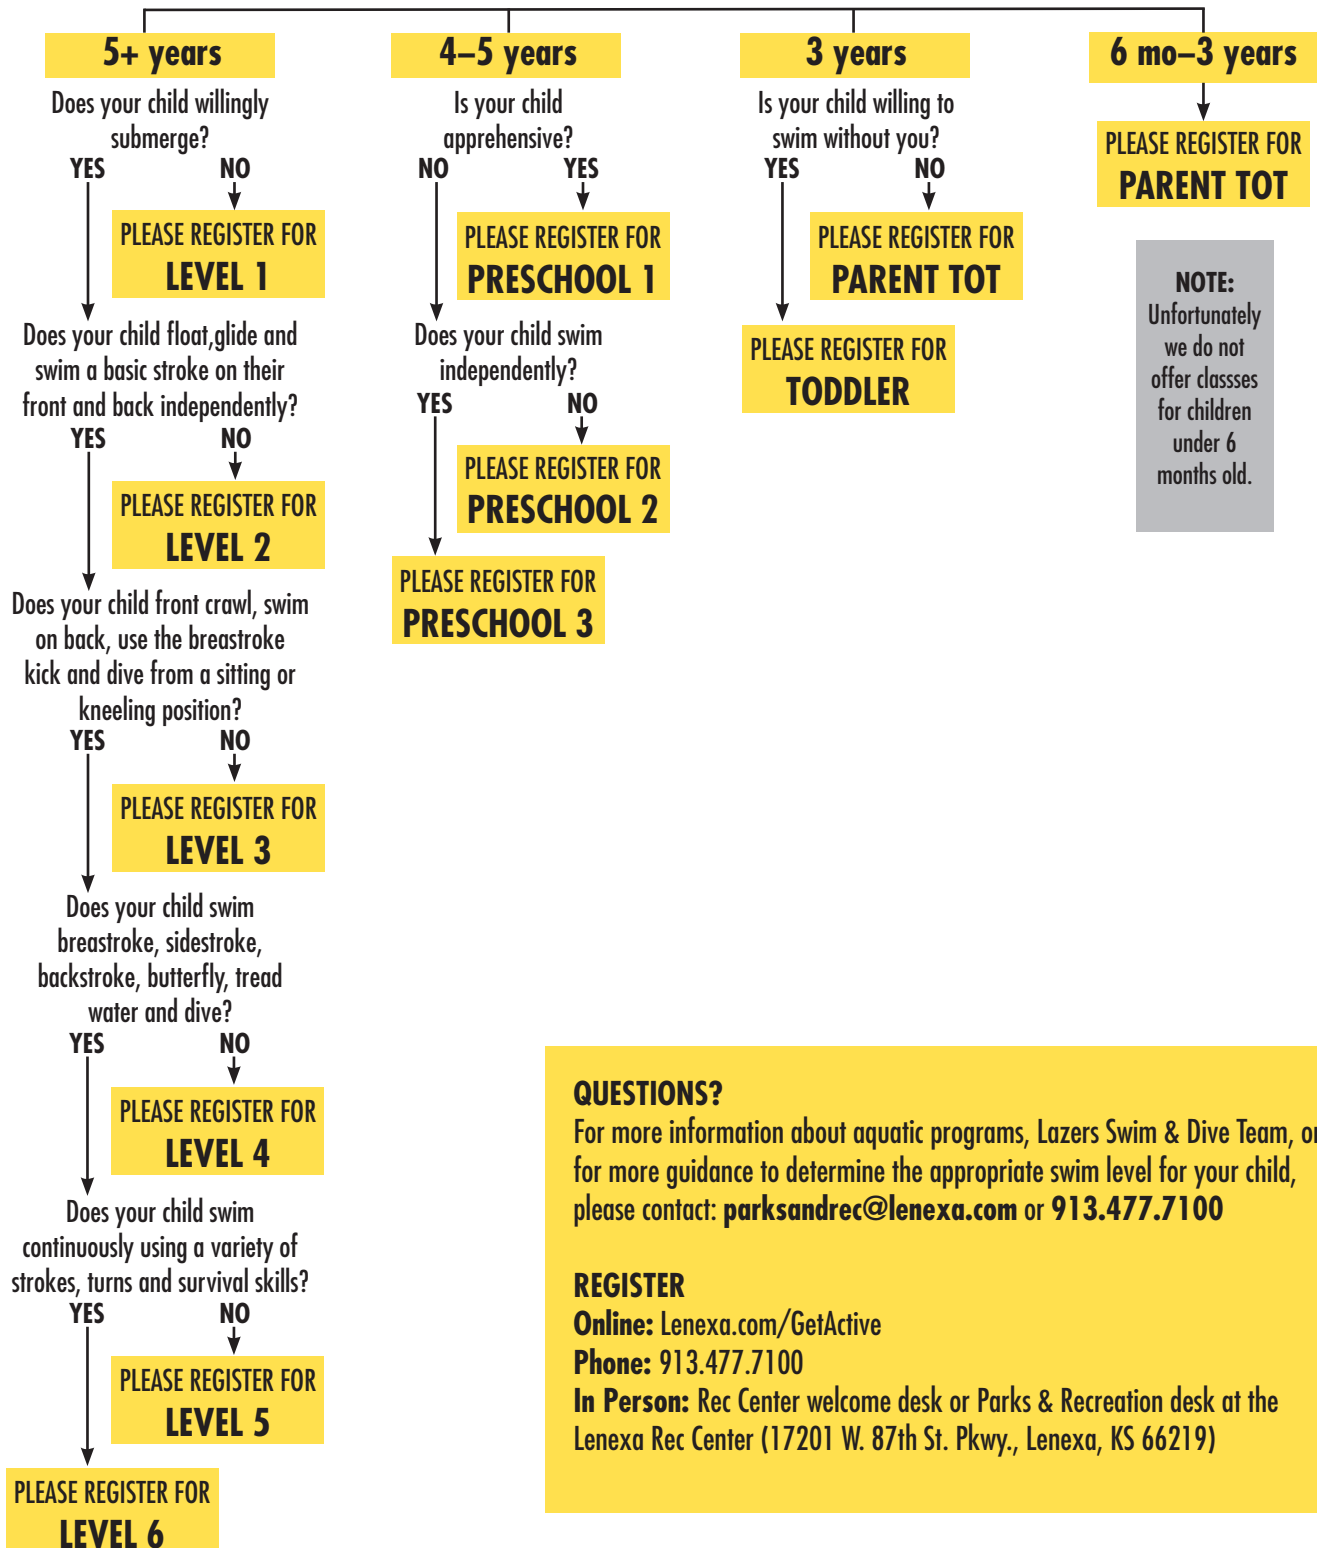 5+ years
Does your child willingly
submerge?
YES NO
PLEASE REGISTER FOR
LEVEL 1
Does your child float,glide and
swim a basic stroke on their
front and back independently?
YES NO
PLEASE REGISTER FOR
LEVEL 2
Does your child front crawl, swim
on back, use the breastroke
kick and dive from a sitting or
kneeling position?
YES NO
PLEASE REGISTER FOR
LEVEL 3
Does your child swim
breastroke, sidestroke,
backstroke, butterfly, tread
water and dive?
YES NO
PLEASE REGISTER FOR
LEVEL 4
Does your child swim
continuously using a variety of
strokes, turns and survival skills?
YES NO
PLEASE REGISTER FOR
LEVEL 5
PLEASE REGISTER FOR
LEVEL 6
4–5 years
Is your child
apprehensive?
NO YES
PLEASE REGISTER FOR
PRESCHOOL 1
Does your child swim
independently?
YES NO
PLEASE REGISTER FOR
PRESCHOOL 2
PLEASE REGISTER FOR
PRESCHOOL 3
3 years
Is your child willing to
swim without you?
YES NO
PLEASE REGISTER FOR
PARENT TOT
PLEASE REGISTER FOR
TODDLER
6 mo–3 years
PLEASE REGISTER FOR
PARENT TOT
NOTE:
Unfortunately
we do not
offer classses
for children
under 6
months old.
QUESTIONS?
For more information about aquatic programs, Lazers Swim & Dive Team, or
for more guidance to determine the appropriate swim level for your child,
please contact: parksandrec@lenexa.com or 913.477.7100
REGISTER
Online: Lenexa.com/GetActive
Phone: 913.477.7100
In Person: Rec Center welcome desk or Parks & Recreation desk at the
Lenexa Rec Center (17201 W. 87th St. Pkwy., Lenexa, KS 66219)